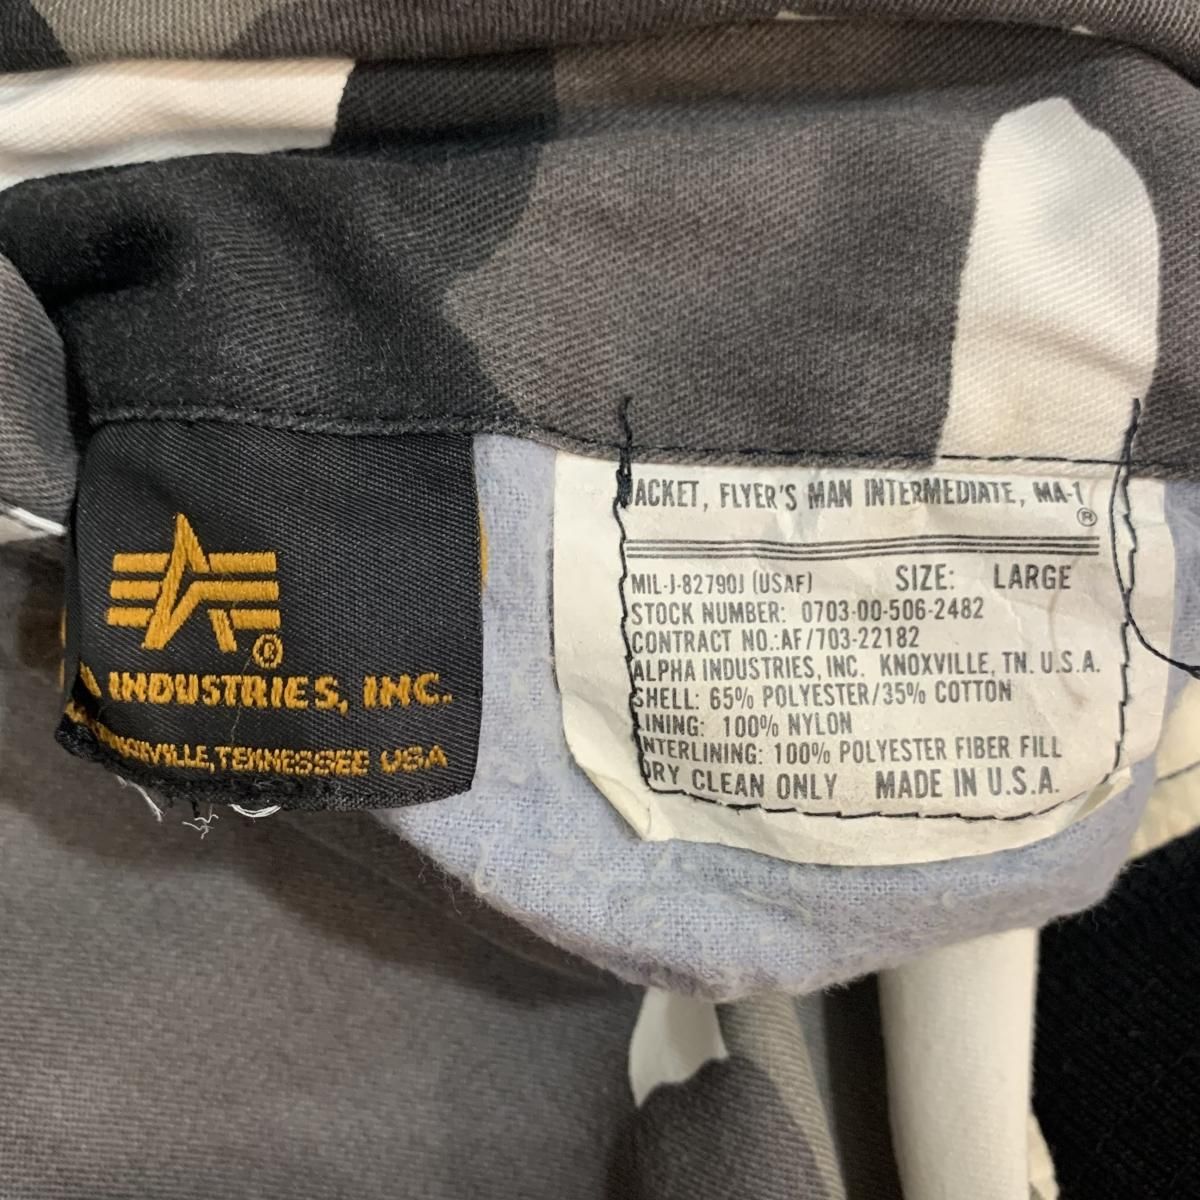 INDUSTRIES, INC.
KNOXVILLE, TENNESSEE USA
JACKET, FLYER'S MAN INTERMEDIATE, MA-1
®
MIL-J-82790J (USAF) SIZE: LARGE
STOCK NUMBER: 0703-00-506-2482
CONTRACT NO.:AF/703-22182
ALPHA INDUSTRIES, INC. KNOXVILLE, TN. U.S.A.
SHELL: 65% POLYESTER/35% COTTON
LINING: 100% NYLON
INTERLINING: 100% POLYESTER FIBER FILL
DRY CLEAN ONLY MADE IN U.S.A.